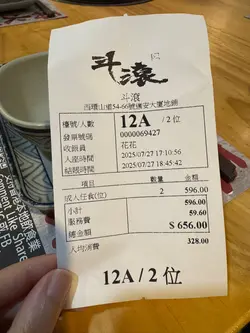 斗滾
斗滾
西環山道54-66號僑安大廈地舖
檯號/人數 12A / 2 位
發票號碼 0000069427
收銀員 花花
入座時間 2025/07/27 17:10:56
結賬時間 2025/07/27 18:45:42
項目 數量 金額
成人任食(位) 2 596.00
小計 596.00
服務費 59.60
總金額 $ 656.00
人均消費 328.00
12A / 2 位